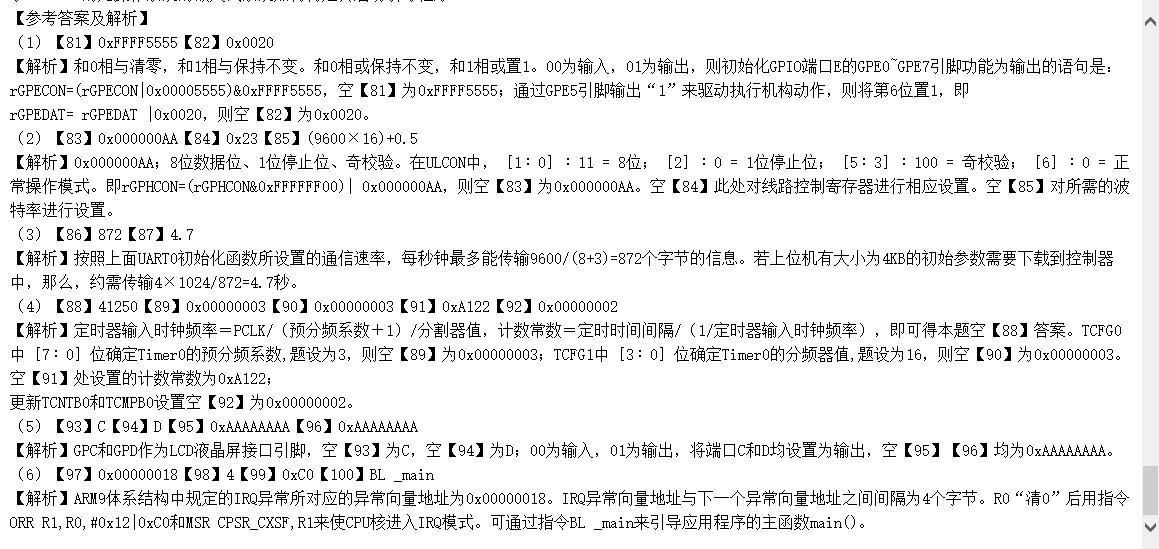 【参考答案及解析】
（1）【81】0xFFFF5555【82】0x0020
【解析】和0相与清零，和1相与保持不变。和0相或保持不变，和1相或置1。00为输入，01为输出，则初始化GPIO端口E的GPE0~GPE7引脚功能为输出的语句是：
rGPECON=(rGPECON|0x00005555)&0xFFFF5555，空【81】为0xFFFF5555；通过GPE5引脚输出“1”来驱动执行机构动作，则将第6位置1，即
rGPEDAT= rGPEDAT |0x0020，则空【82】为0x0020。
（2）【83】0x000000AA【84】0x23【85】(9600×16)+0.5
【解析】0x000000AA；8位数据位、1位停止位、奇校验。在ULCON中，［1∶0］∶11 = 8位；［2］∶0 = 1位停止位；［5∶3］∶100 = 奇校验；［6］∶0 = 正
常操作模式。即rGPHCON=(rGPHCON&0xFFFFFF00)| 0x000000AA，则空【83】为0x000000AA。空【84】此处对线路控制寄存器进行相应设置。空【85】对所需的波
特率进行设置。
（3）【86】872【87】4.7
【解析】按照上面UART0初始化函数所设置的通信速率，每秒钟最多能传输9600/(8+3)=872个字节的信息。若上位机有大小为4KB的初始参数需要下载到控制器
中，那么，约需传输4×1024/872=4.7秒。
（4）【88】41250【89】0x00000003【90】0x00000003【91】0xA122【92】0x00000002
【解析】定时器输入时钟频率＝PCLK/（预分频系数＋1）/分割器值，计数常数＝定时时间间隔/（1/定时器输入时钟频率），即可得本题空【88】答案。TCFG0
中［7∶0］位确定Timer0的预分频系数,题设为3，则空【89】为0x00000003；TCFG1中［3∶0］位确定Timer0的分频器值,题设为16，则空【90】为0x00000003。
空【91】处设置的计数常数为0xA122；
更新TCNTB0和TCMPB0设置空【92】为0x00000002。
（5）【93】C【94】D【95】0xAAAAAAAA【96】0xAAAAAAAA
【解析】GPC和GPD作为LCD液晶屏接口引脚，空【93】为C，空【94】为D；00为输入，01为输出，将端口C和D均设置为输出，空【95】【96】均为0xAAAAAAAA。
（6）【97】0x00000018【98】4【99】0xC0【100】BL _main
【解析】ARM9体系结构中规定的IRQ异常所对应的异常向量地址为0x00000018。IRQ异常向量地址与下一个异常向量地址之间间隔为4个字节。R0“清0”后用指令
ORR R1,R0,#0x12|0xC0和MSR CPSR_CXSF,R1来使CPU核进入IRQ模式。可通过指令BL _main来引导应用程序的主函数main()。